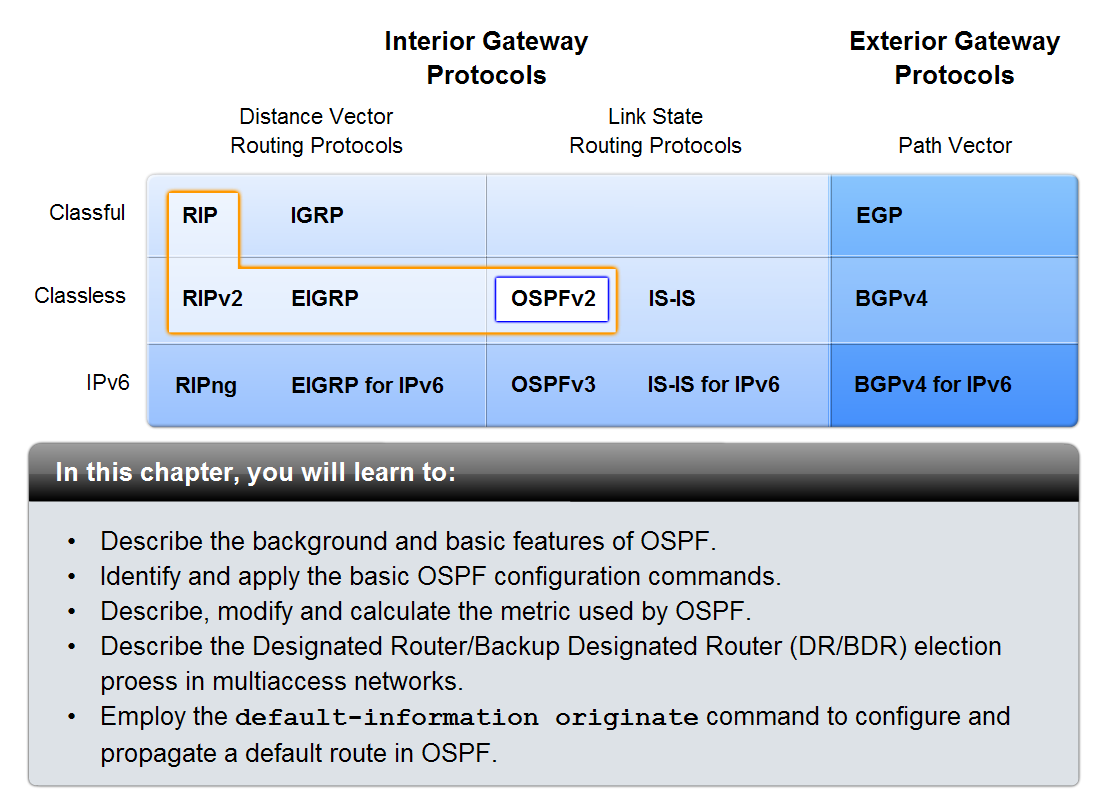 Interior Gateway
Protocols
Exterior Gateway
Protocols
Distance Vector
Routing Protocols
Link State
Routing Protocols
Path Vector
Classful
RIP
IGRP
EGP
Classless
RIPv2
EIGRP
OSPFv2
IS-IS
BGPv4
IPv6
RIPng
EIGRP for IPv6
OSPFv3
IS-IS for IPv6
BGPv4 for IPv6
In this chapter, you will learn to:
• Describe the background and basic features of OSPF.
• Identify and apply the basic OSPF configuration commands.
• Describe, modify and calculate the metric used by OSPF.
• Describe the Designated Router/Backup Designated Router (DR/BDR) election
proess in multiaccess networks.
• Employ the default-information originate command to configure and
propagate a default route in OSPF.